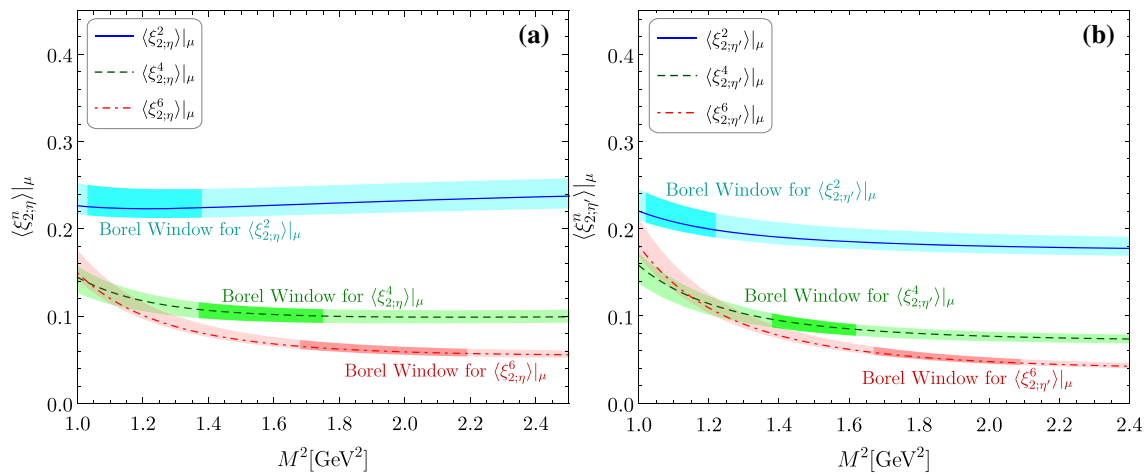 (a)
⟨ξ²₂;η⟩|μ
⟨ξ⁴₂;η⟩|μ
⟨ξ⁶₂;η⟩|μ
⟨ξⁿ₂;η⟩|μ
0.4
0.3
0.2
0.1
0.0
Borel Window for ⟨ξ²₂;η⟩|μ
Borel Window for ⟨ξ⁴₂;η⟩|μ
Borel Window for ⟨ξ⁶₂;η⟩|μ
1.0 1.2 1.4 1.6 1.8 2.0 2.2 2.4
M²[GeV²]
(b)
⟨ξ²₂;η′⟩|μ
⟨ξ⁴₂;η′⟩|μ
⟨ξ⁶₂;η′⟩|μ
⟨ξⁿ₂;η′⟩|μ
0.4
0.3
0.2
0.1
0.0
Borel Window for ⟨ξ²₂;η′⟩|μ
Borel Window for ⟨ξ⁴₂;η′⟩|μ
Borel Window for ⟨ξ⁶₂;η′⟩|μ
1.0 1.2 1.4 1.6 1.8 2.0 2.2 2.4
M²[GeV²]